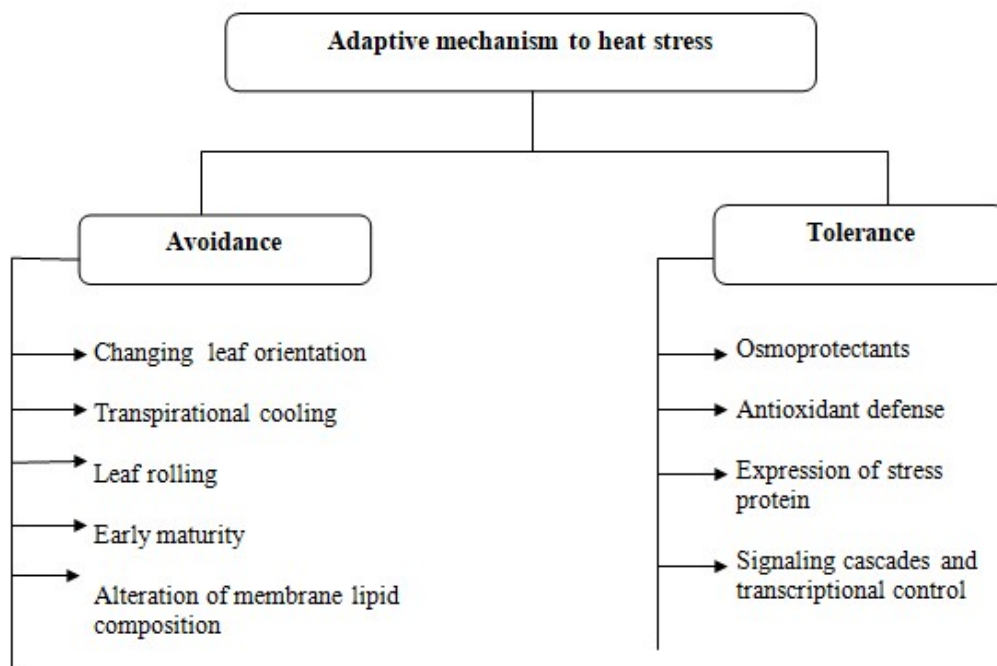 Adaptive mechanism to heat stress
Avoidance
Changing leaf orientation
Transpirational cooling
Leaf rolling
Early maturity
Alteration of membrane lipid
composition
Tolerance
Osmoprotectants
Antioxidant defense
Expression of stress
protein
Signaling cascades and
transcriptional control